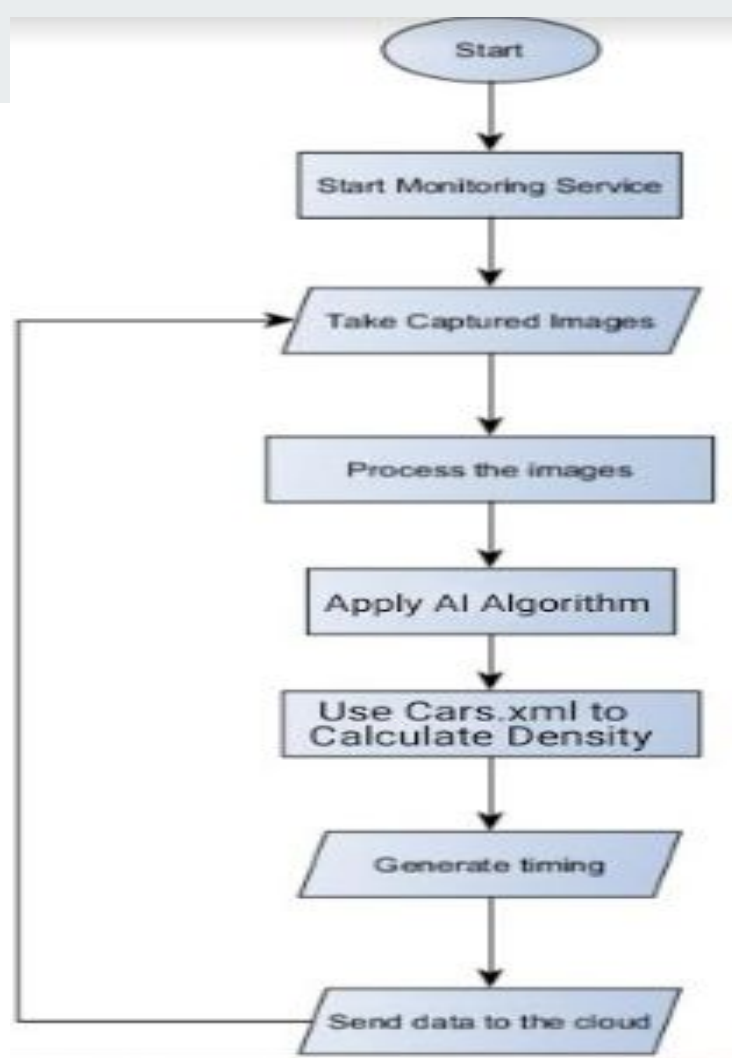 Start
Start Monitoring Service
Take Captured Images
Process the images
Apply AI Algorithm
Use Cars.xml to
Calculate Density
Generate timing
Send data to the cloud